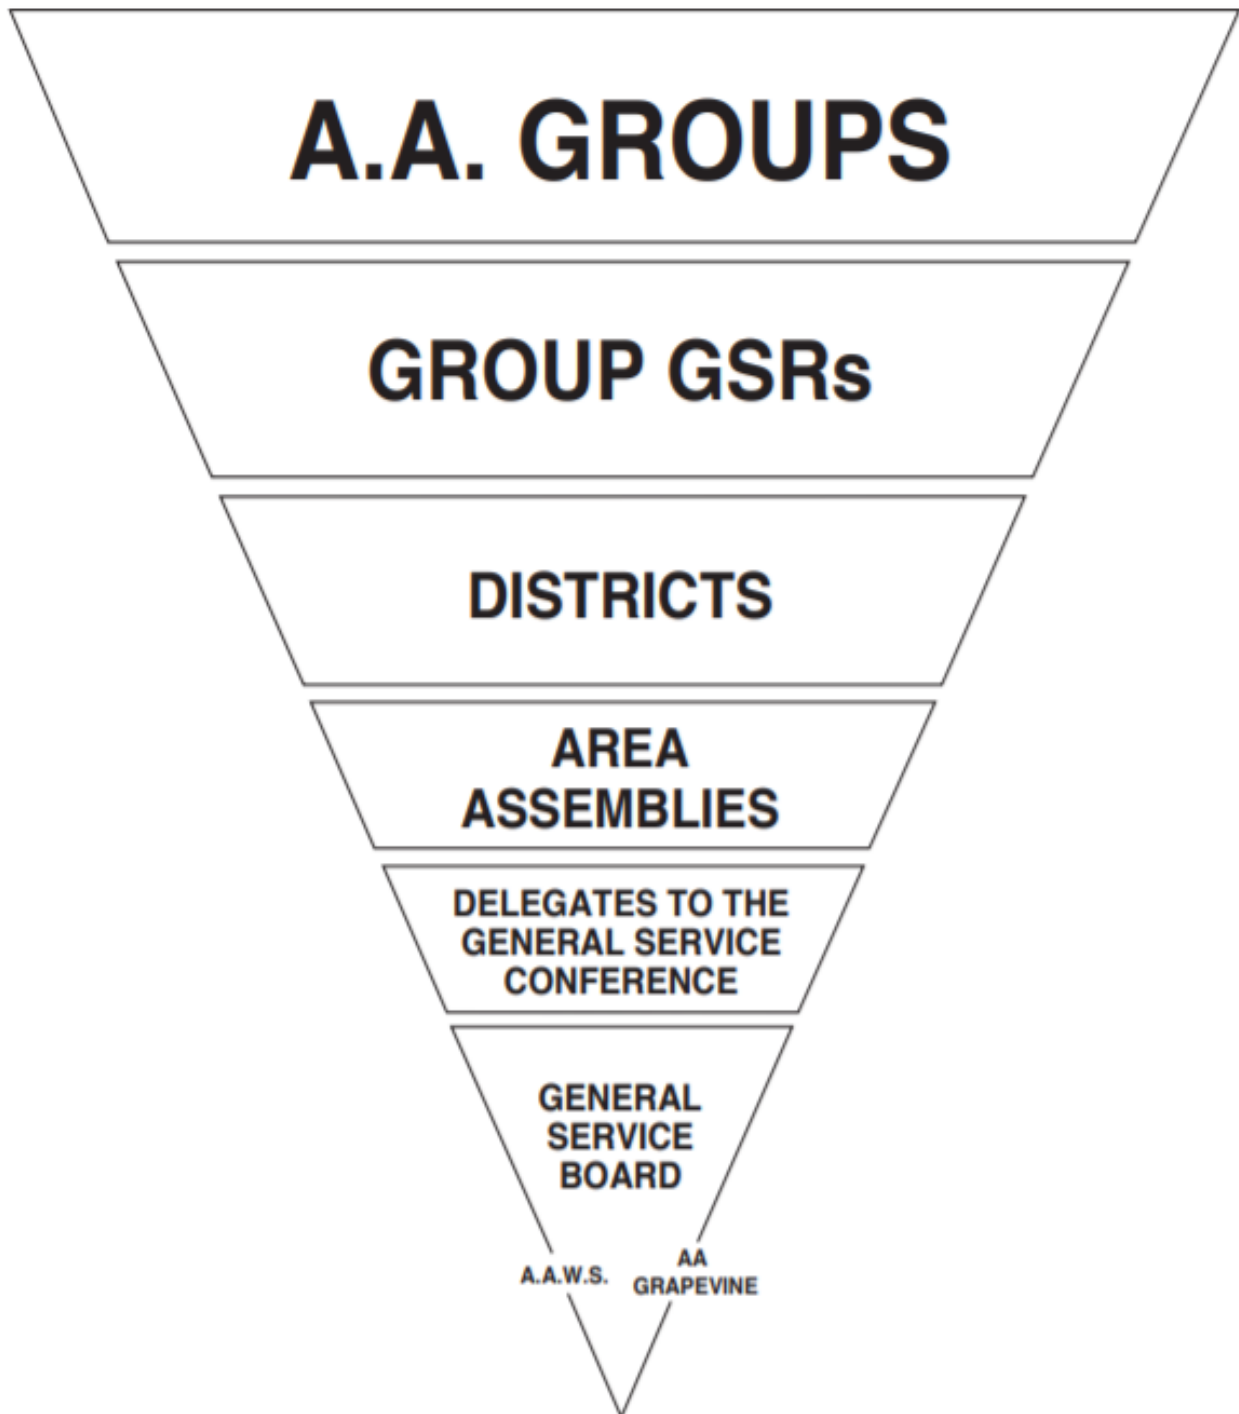 A.A. GROUPS
GROUP GSRs
DISTRICTS
AREA
ASSEMBLIES
DELEGATES TO THE
GENERAL SERVICE
CONFERENCE
GENERAL
SERVICE
BOARD
A.A.W.S.
AA
GRAPEVINE